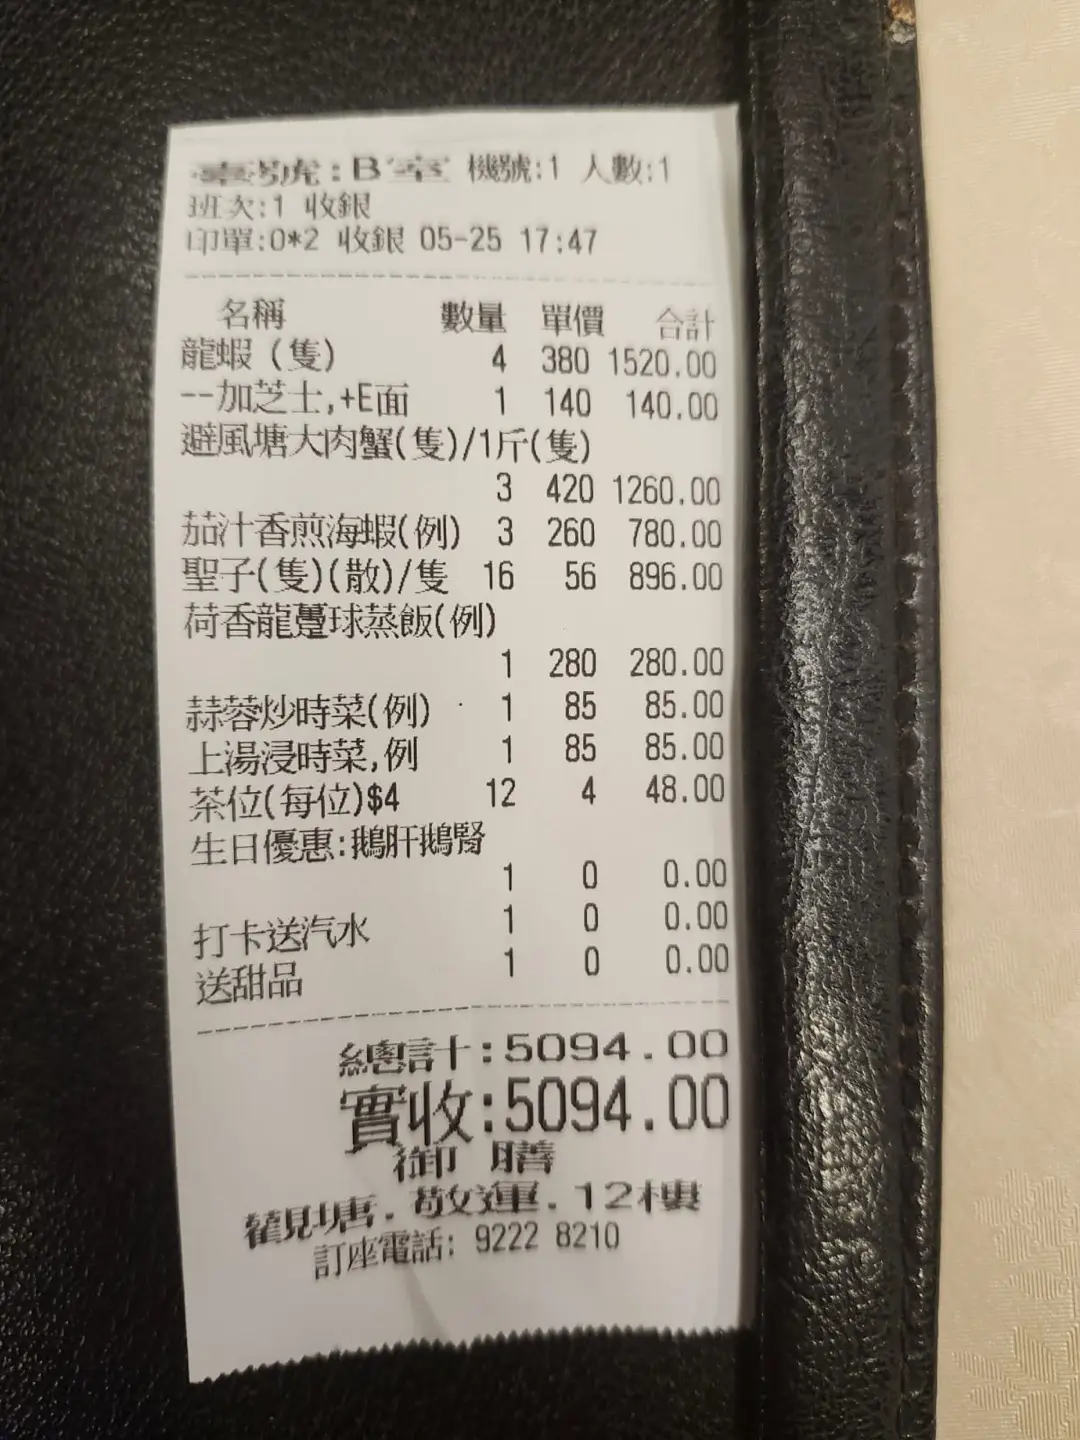 臺號:B室 機號:1 人數:1
班次:1 收銀
印單:0*2 收銀 05-25 17:47
名稱 數量 單價 合計
龍蝦（隻） 4 380 1520.00
--加芝士,+E面 1 140 140.00
避風塘大肉蟹(隻)/1斤(隻)
3 420 1260.00
茄汁香煎海蝦(例) 3 260 780.00
聖子(隻)(散)/隻 16 56 896.00
荷香龍躉球蒸飯(例)
1 280 280.00
蒜蓉炒時菜(例) 1 85 85.00
上湯浸時菜,例 1 85 85.00
茶位(每位)$4 12 4 48.00
生日優惠:鵝肝鵝腎
1 0 0.00
打卡送汽水 1 0 0.00
送甜品 1 0 0.00
總計:5094.00
實收:5094.00
御 膳
觀塘.敬運.12樓
訂座電話: 9222 8210